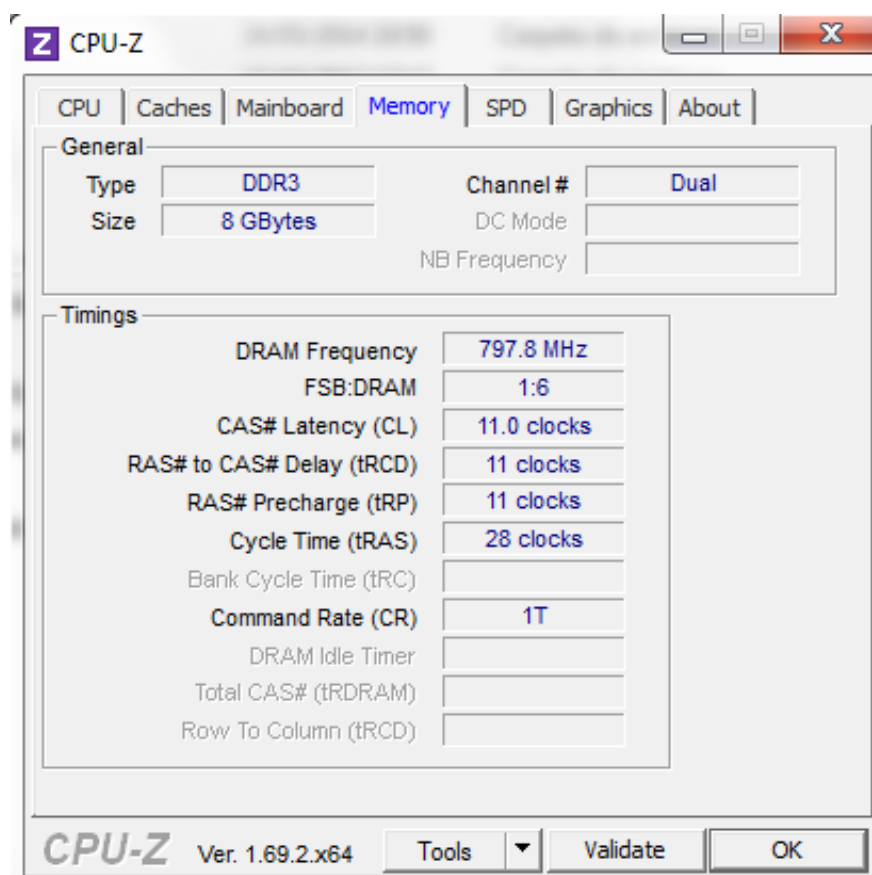 Z CPU-Z
CPU Caches Mainboard Memory SPD Graphics About
General
Type DDR3 Channel # Dual
Size 8 GBytes DC Mode
NB Frequency
Timings
DRAM Frequency 797.8 MHz
FSB:DRAM 1:6
CAS# Latency (CL) 11.0 clocks
RAS# to CAS# Delay (tRCD) 11 clocks
RAS# Precharge (tRP) 11 clocks
Cycle Time (tRAS) 28 clocks
Bank Cycle Time (tRC)
Command Rate (CR) 1T
DRAM Idle Timer
Total CAS# (tRDRAM)
Row To Column (tRCD)
CPU-Z Ver. 1.69.2.x64 Tools Validate OK